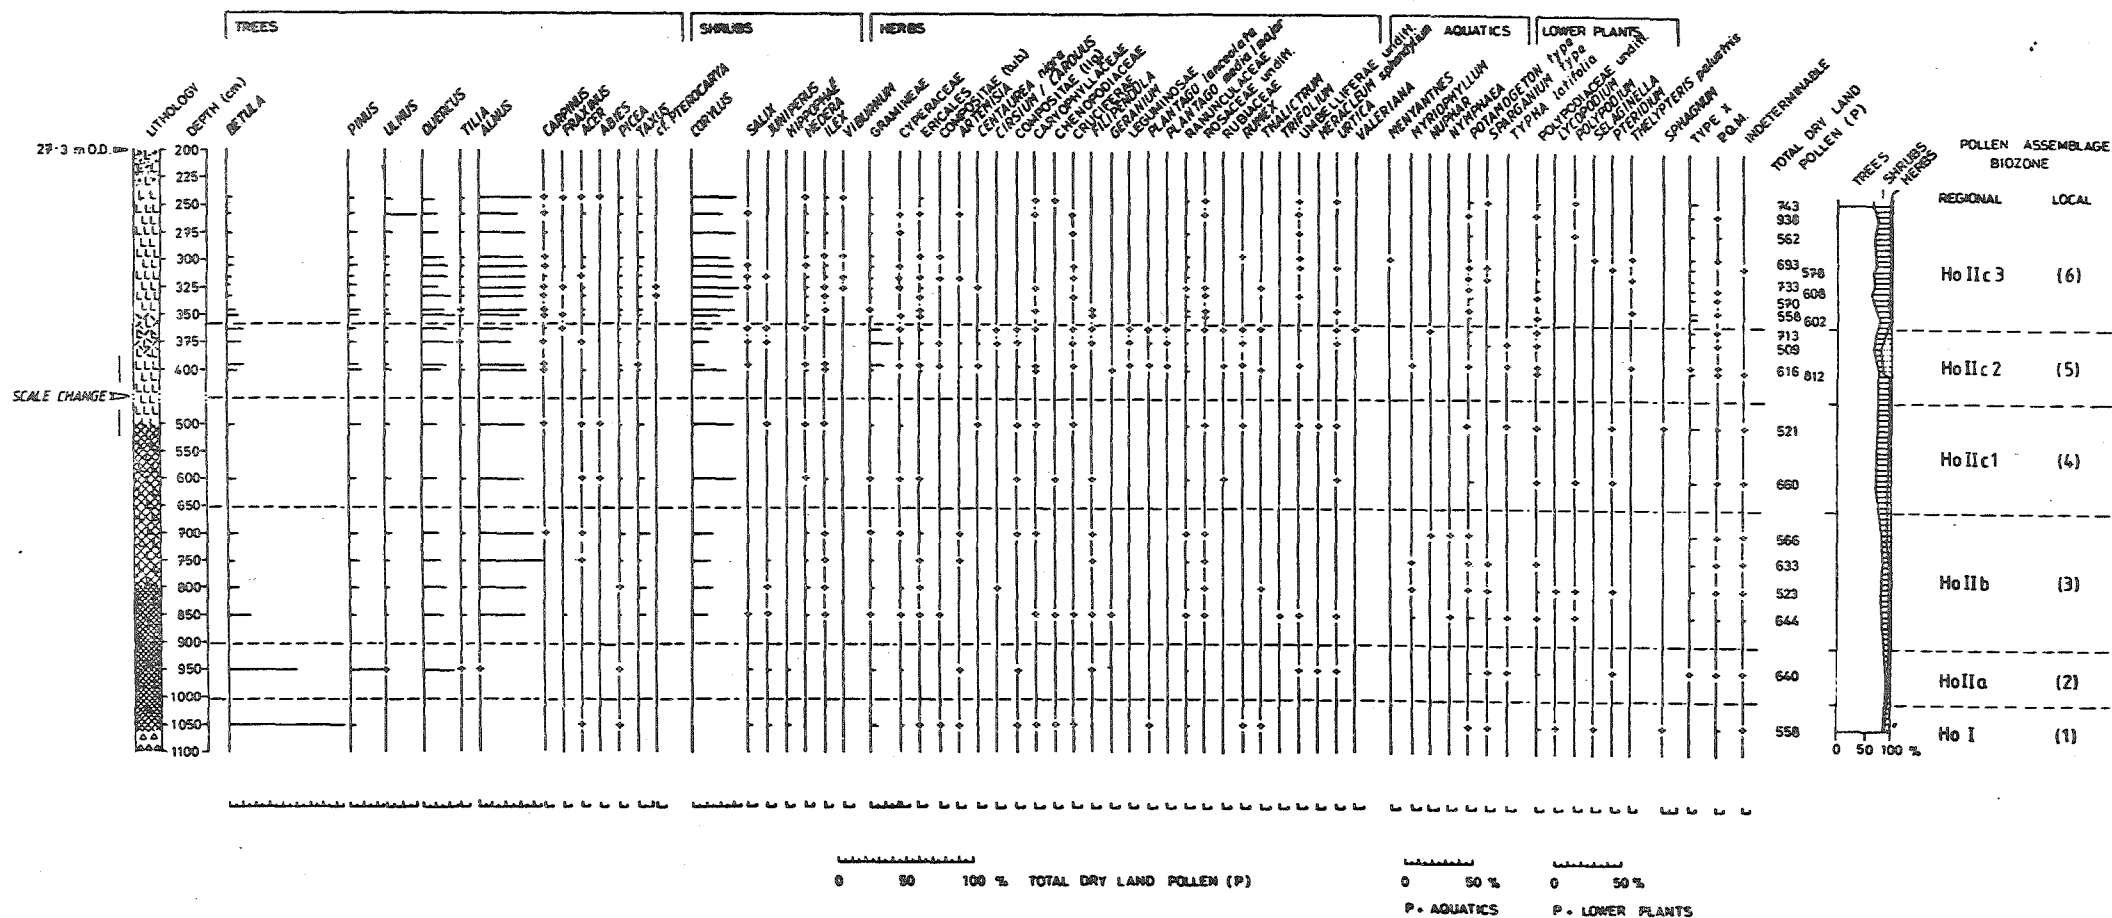 TREES
SHRUBS
HERBS
AQUATICS
LOWER PLANTS
LITHOLOGY
DEPTH (cm)
BETULA
PINUS
ULMUS
QUERCUS
TILIA
ALNUS
CARPINUS
FRAXINUS
ACER
ABIES
PICEA
TAXUS
cf. PTEROCARYA
CORYLUS
SALIX
JUNIPERUS
HIPPOPHAË
HEDERA
ILEX
VIBURNUM
GRAMINEAE
CYPERACEAE
ERICALES
COMPOSITAE (tub)
ARTEMISIA
CENTAUREA nigra
CIRSIUM / CARDUUS
COMPOSITAE (lig)
CARYOPHYLLACEAE
CHENOPODIACEAE
CRUCIFERAE
FILIPENDULA
GERANIUM
LEGUMINOSAE
PLANTAGO lanceolata
PLANTAGO media/major
RANUNCULACEAE
ROSACEAE undiff.
RUBIACEAE
RUMEX
THALICTRUM
TRIFOLIUM
UMBELLIFERAE undiff.
HERACLEUM sphondylium
URTICA
VALERIANA
MENYANTHES
MYRIOPHYLLUM
NUPHAR
NYMPHAEA
POTAMOGETON type
SPARGANIUM type
TYPHA latifolia
POLYPODIACEAE undiff.
LYCOPODIUM
POLYPODIUM
SELAGINELLA
PTERIDIUM
THELYPTERIS palustris
SPHAGNUM
TYPE X
P.Q.M.
INDETERMINABLE
TOTAL DRY LAND
POLLEN (P)
TREES
SHRUBS
HERBS
POLLEN ASSEMBLAGE
BIOZONE
REGIONAL LOCAL
27·3 m O.D.
200
225
250
275
300
325
350
375
400
SCALE CHANGE
500
550
600
650
700
750
800
850
900
950
1000
1050
1100
743
938
562
693
578
733
608
570
558
602
713
509
616
812
521
660
566
633
523
644
640
558
Ho IIc 3 (6)
Ho IIc 2 (5)
Ho IIc 1 (4)
Ho IIb (3)
Ho IIa (2)
Ho I (1)
0 50 100 %
0 50 100 % TOTAL DRY LAND POLLEN (P)
0 50 %
P + AQUATICS
0 50 %
P + LOWER PLANTS